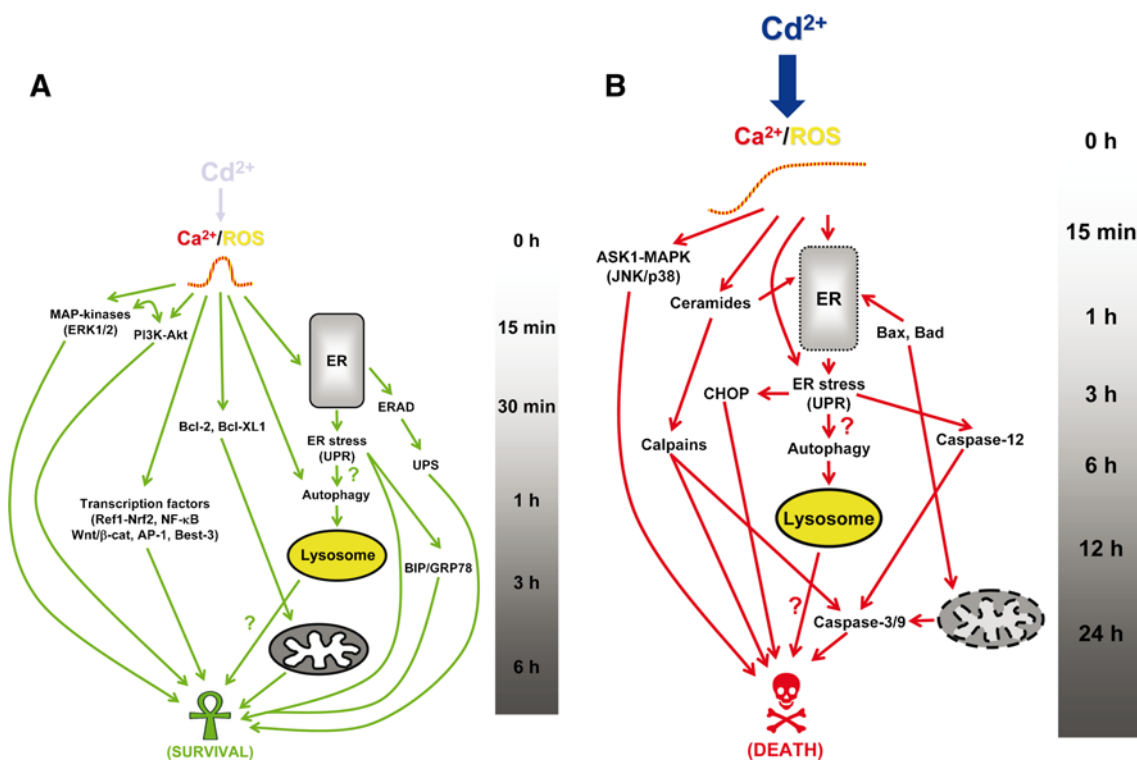 A
Cd2+
Ca2+/ROS
MAP-kinases
(ERK1/2)
PI3K-Akt
ER
ERAD
Bcl-2, Bcl-XL1
ER stress
(UPR)
UPS
?
Autophagy
Transcription factors
(Ref1-Nrf2, NF-κB
Wnt/β-cat, AP-1, Best-3)
Lysosome
BIP/GRP78
?
(SURVIVAL)
0 h
15 min
30 min
1 h
3 h
6 h
B
Cd2+
Ca2+/ROS
ASK1-MAPK
(JNK/p38)
Ceramides
ER
Bax, Bad
CHOP
ER stress
(UPR)
?
Calpains
Autophagy
Caspase-12
Lysosome
?
Caspase-3/9
(DEATH)
0 h
15 min
1 h
3 h
6 h
12 h
24 h